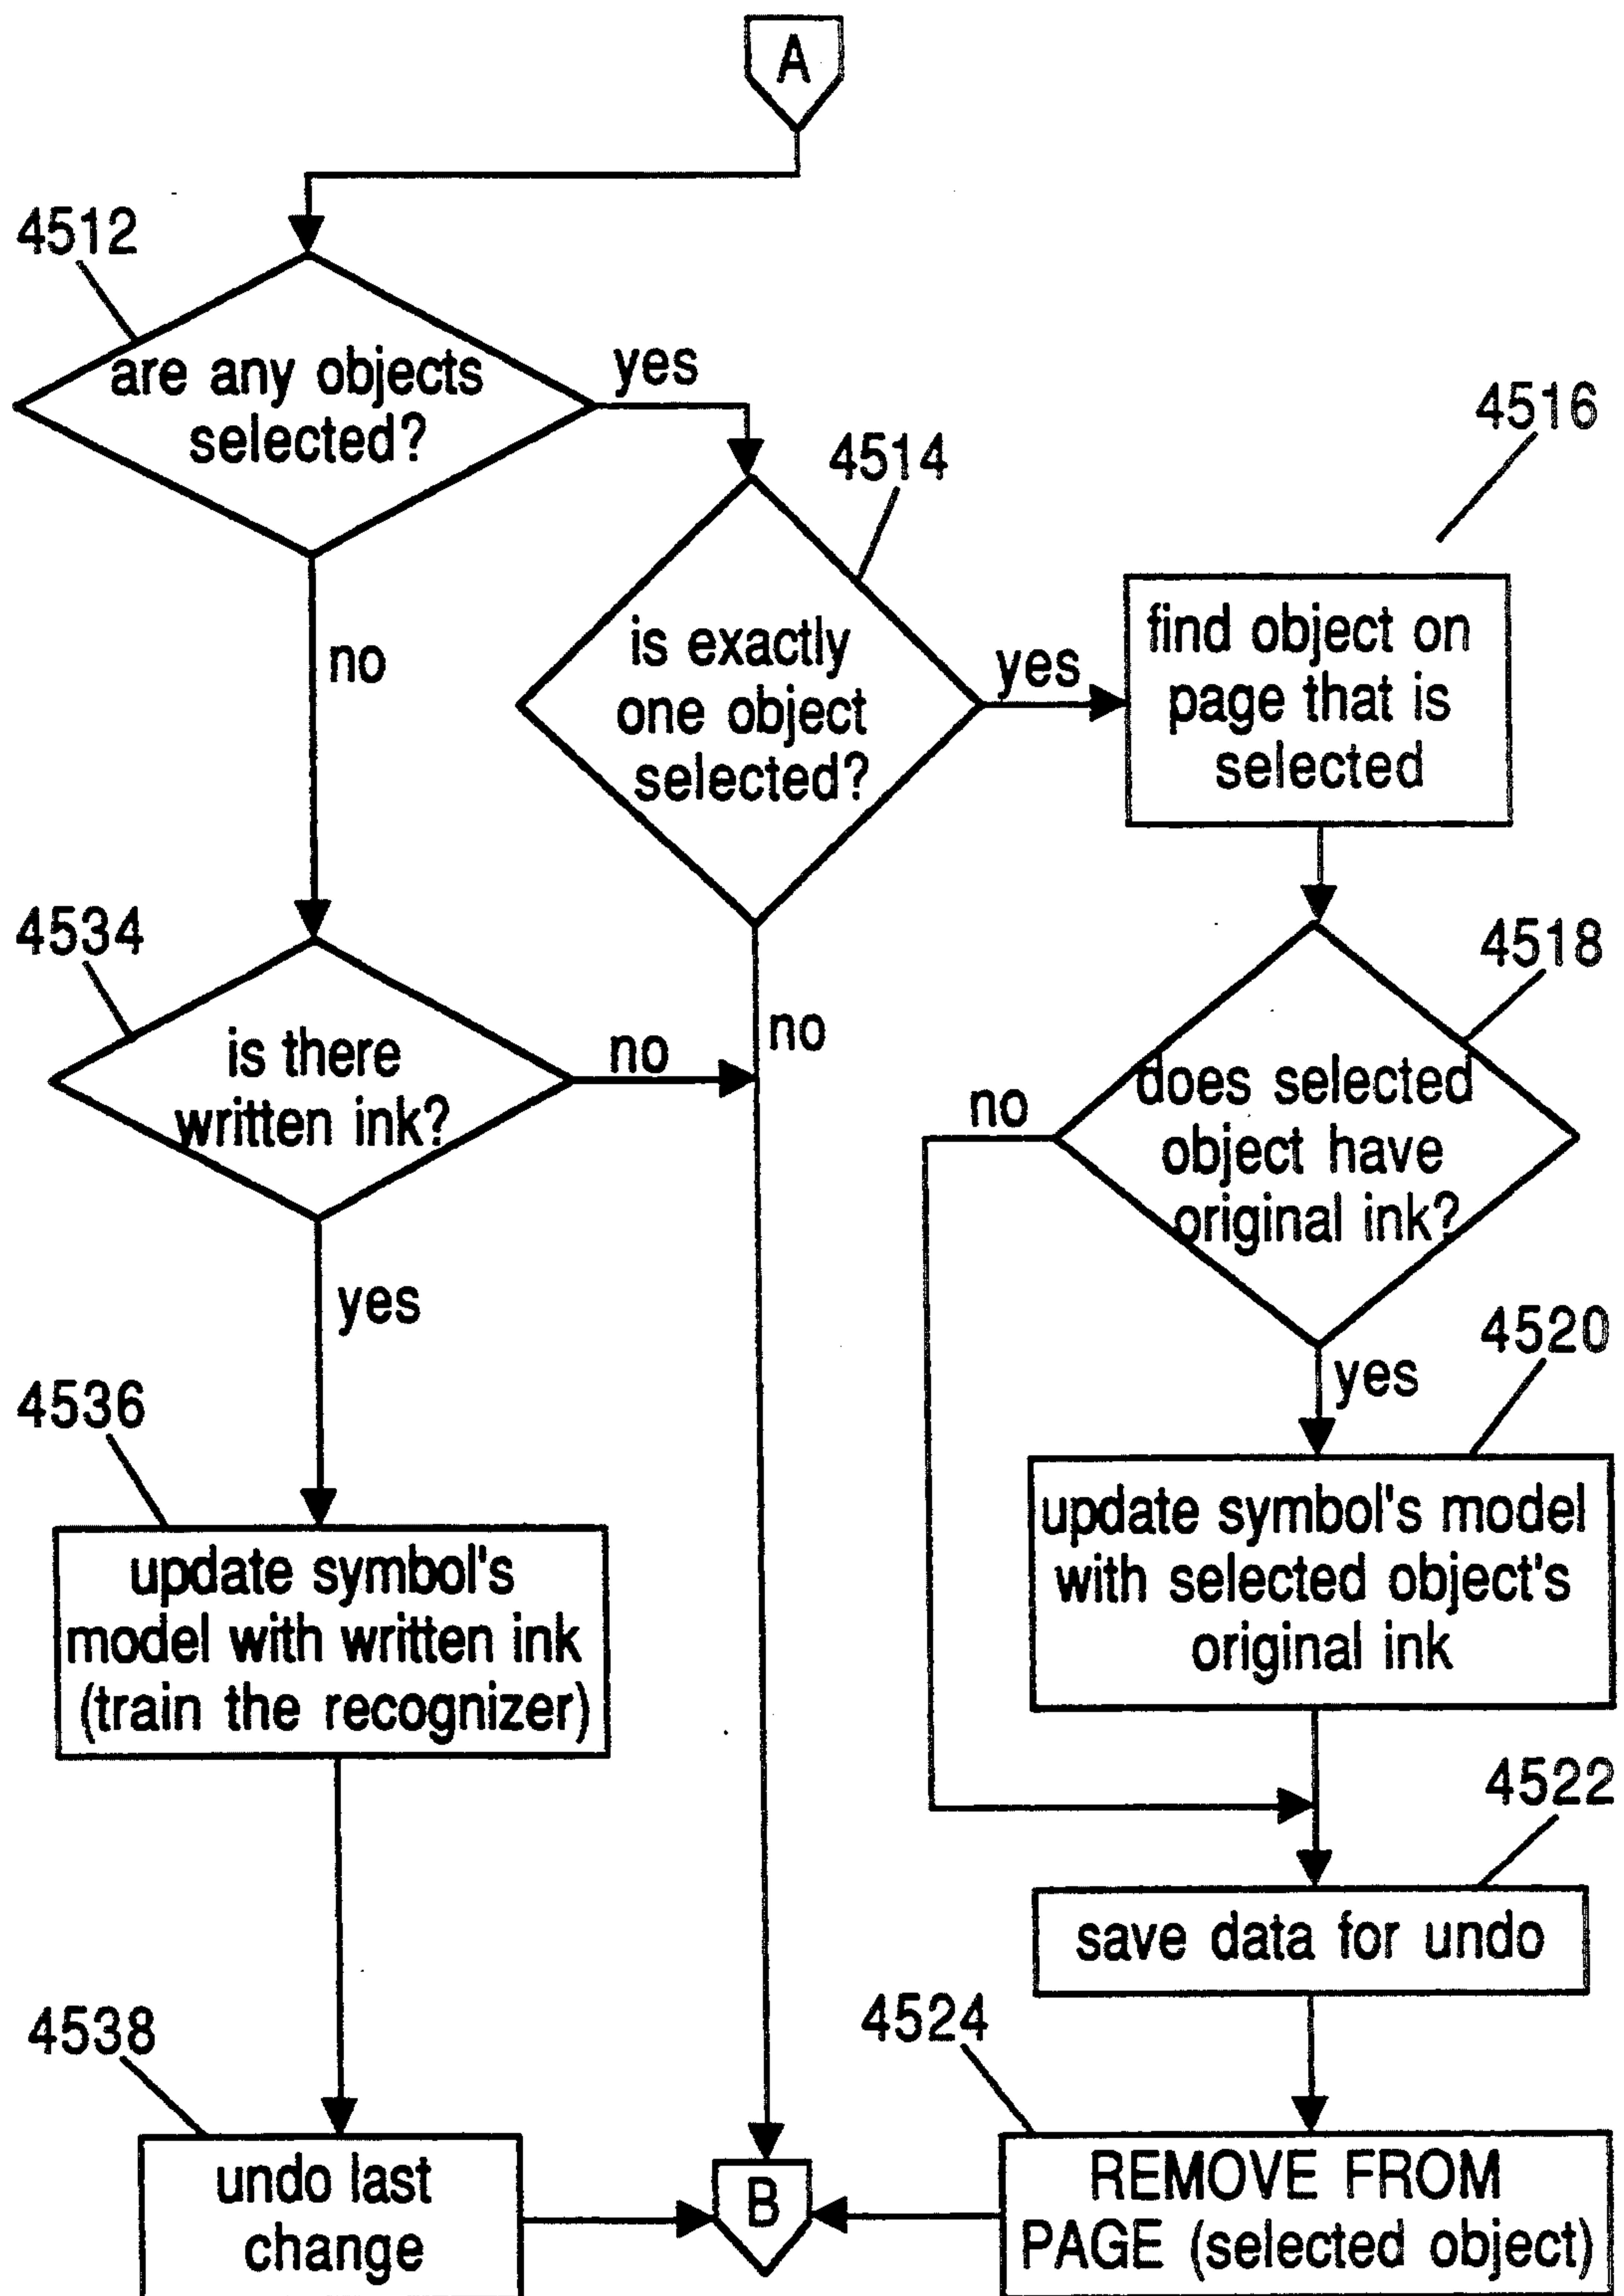 A
4512
are any objects
selected?
yes
no
4514
is exactly
one object
selected?
yes
no
4516
find object on
page that is
selected
4518
does selected
object have
original ink?
no
yes
4520
update symbol's model
with selected object's
original ink
4534
is there
written ink?
no
yes
4536
update symbol's
model with written ink
(train the recognizer)
4522
save data for undo
4538
undo last
change
B
4524
REMOVE FROM
PAGE (selected object)